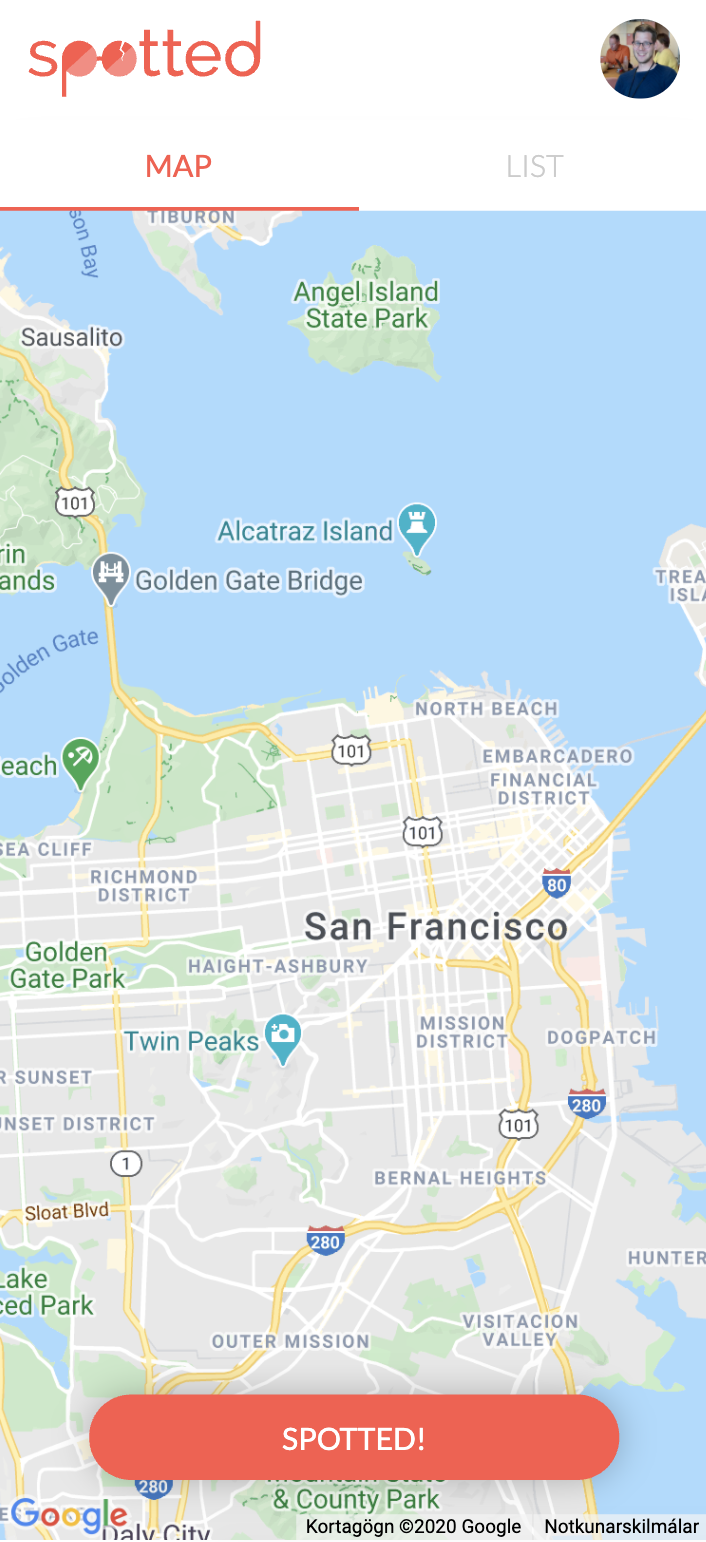 spotted
MAP
LIST
TIBURON
son Bay
Angel Island
State Park
Sausalito
101
Alcatraz Island
rin
ands
Golden Gate Bridge
TREA
ISLA
Golden Gate
NORTH BEACH
101
EMBARCADERO
each
FINANCIAL
DISTRICT
101
SEA CLIFF
RICHMOND
DISTRICT
80
San Francisco
Golden
Gate Park
HAIGHT-ASHBURY
Twin Peaks
MISSION
DISTRICT
DOGPATCH
R SUNSET
280
NSET DISTRICT
101
1
BERNAL HEIGHTS
Sloat Blvd
280
HUNTER
Lake
ced Park
VISITACION
VALLEY
OUTER MISSION
SPOTTED!
280
Mountain State
& County Park
Google
Daly City
Kortagögn ©2020 Google
Notkunarskilmálar